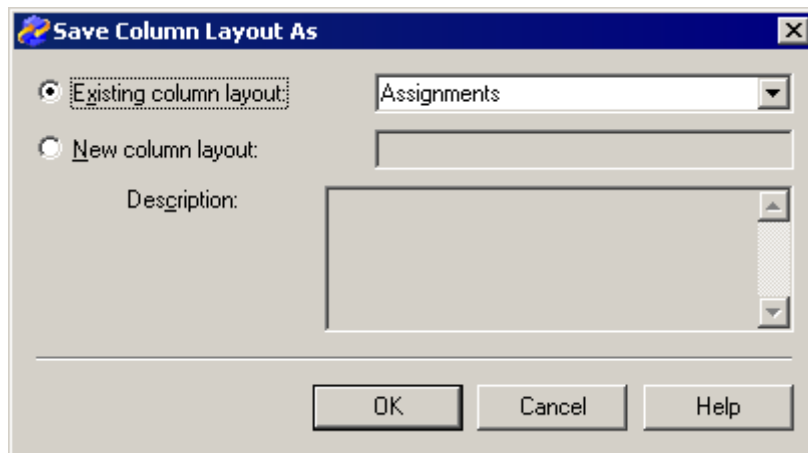 Save Column Layout As
Existing column layout: Assignments
New column layout:
Description:
OK Cancel Help